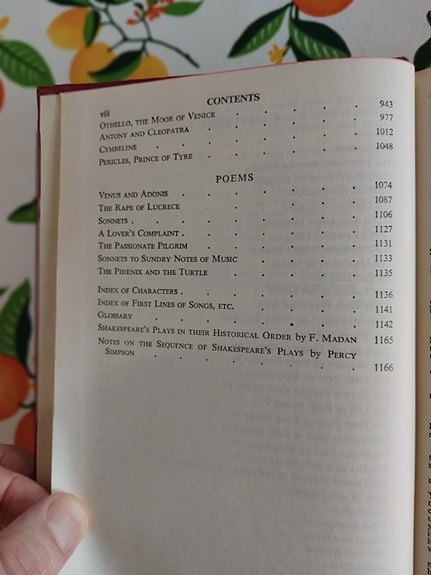 viii
CONTENTS
OTHELLO, THE MOOR OF VENICE . . . . . 943
ANTONY AND CLEOPATRA . . . . . 977
CYMBELINE . . . . . . 1012
PERICLES, PRINCE OF TYRE . . . . . 1048
POEMS
VENUS AND ADONIS . . . . . . 1074
THE RAPE OF LUCRECE . . . . . 1087
SONNETS . . . . . . . 1106
A LOVER'S COMPLAINT . . . . . . 1127
THE PASSIONATE PILGRIM . . . . . 1131
SONNETS TO SUNDRY NOTES OF MUSIC . . . . 1133
THE PHŒNIX AND THE TURTLE . . . . . 1135
INDEX OF CHARACTERS . . . . . . 1136
INDEX OF FIRST LINES OF SONGS, ETC. . . . . 1141
GLOSSARY . . . . . . 1142
SHAKESPEARE'S PLAYS IN THEIR HISTORICAL ORDER by F. MADAN 1165
NOTES ON THE SEQUENCE OF SHAKESPEARE'S PLAYS BY PERCY
SIMPSON . . . . . . 1166